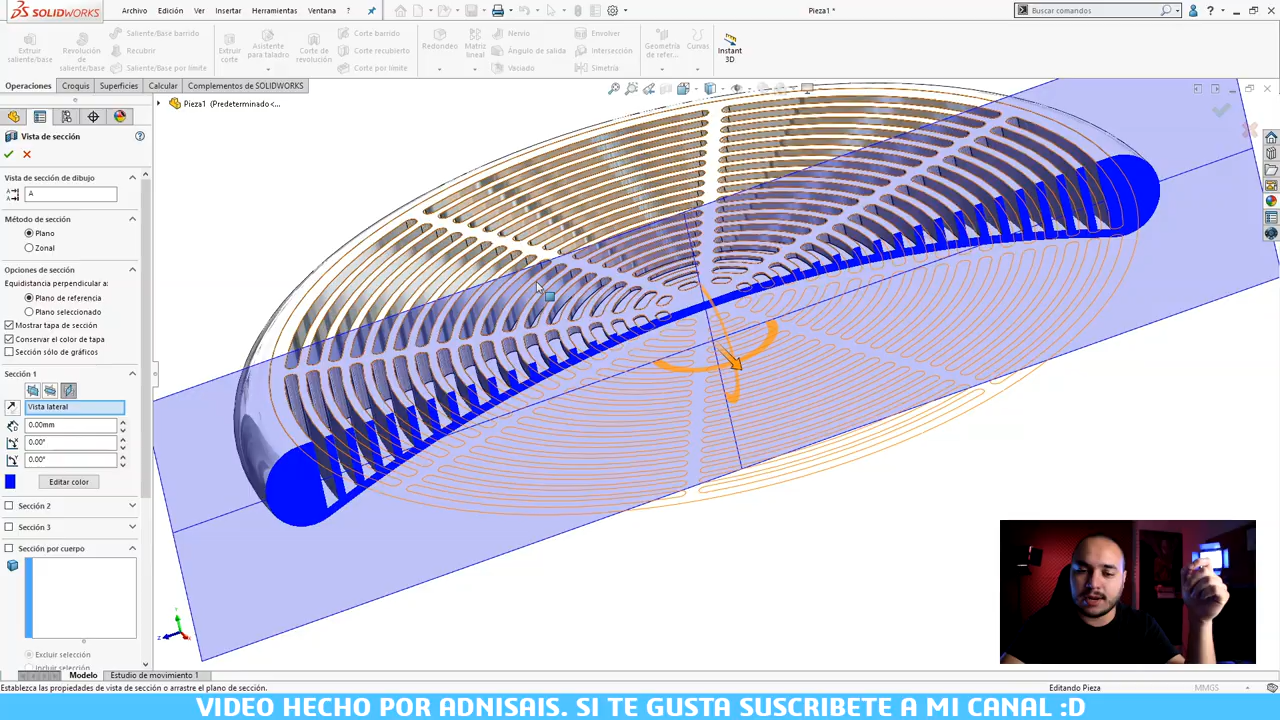 SOLIDWORKS
Archivo Edición Ver Insertar Herramientas Ventana ?
Pieza1 *
Buscar comandos
?
Extruir saliente/base
Revolución de saliente/base
Saliente/Base barrido
Recubrir
Saliente/Base por límite
Extruir corte
Asistente para taladro
Corte de revolución
Corte barrido
Corte recubierto
Corte por límite
Redondeo
Matriz lineal
Nervio
Ángulo de salida
Vaciado
Envolver
Intersección
Simetría
Geometría de refer...
Curvas
Instant 3D
Operaciones Croquis Superficies Calcular Complementos de SOLIDWORKS
Pieza1 (Predeterminado <...
Vista de sección
Vista de sección de dibujo
A
Método de sección
Plano
Zonal
Opciones de sección
Equidistancia perpendicular a:
Plano de referencia
Plano seleccionado
Mostrar tapa de sección
Conservar el color de tapa
Sección sólo de gráficos
Sección 1
Vista lateral
0.00mm
0.00°
0.00°
Editar color
Sección 2
Sección 3
Sección por cuerpo
Excluir selección
Incluir selección
Y
Z
X
Modelo Estudio de movimiento 1
Establezca las propiedades de vista de sección o arrastre el plano de sección.
Editando Pieza
MMGS
VIDEO HECHO POR ADNISAIS. SI TE GUSTA SUSCRIBETE A MI CANAL :D